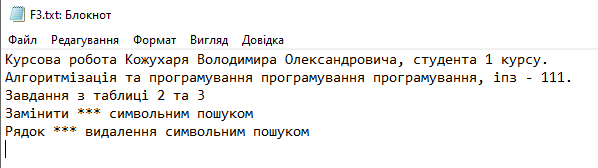 F3.txt: Блокнот
Файл Редагування Формат Вигляд Довідка
Курсова робота Кожухаря Володимира Олександровича, студента 1 курсу.
Алгоритмізація та програмування програмування програмування, іпз - 111.
Завдання з таблиці 2 та 3
Замінити *** символьним пошуком
Рядок *** видалення символьним пошуком